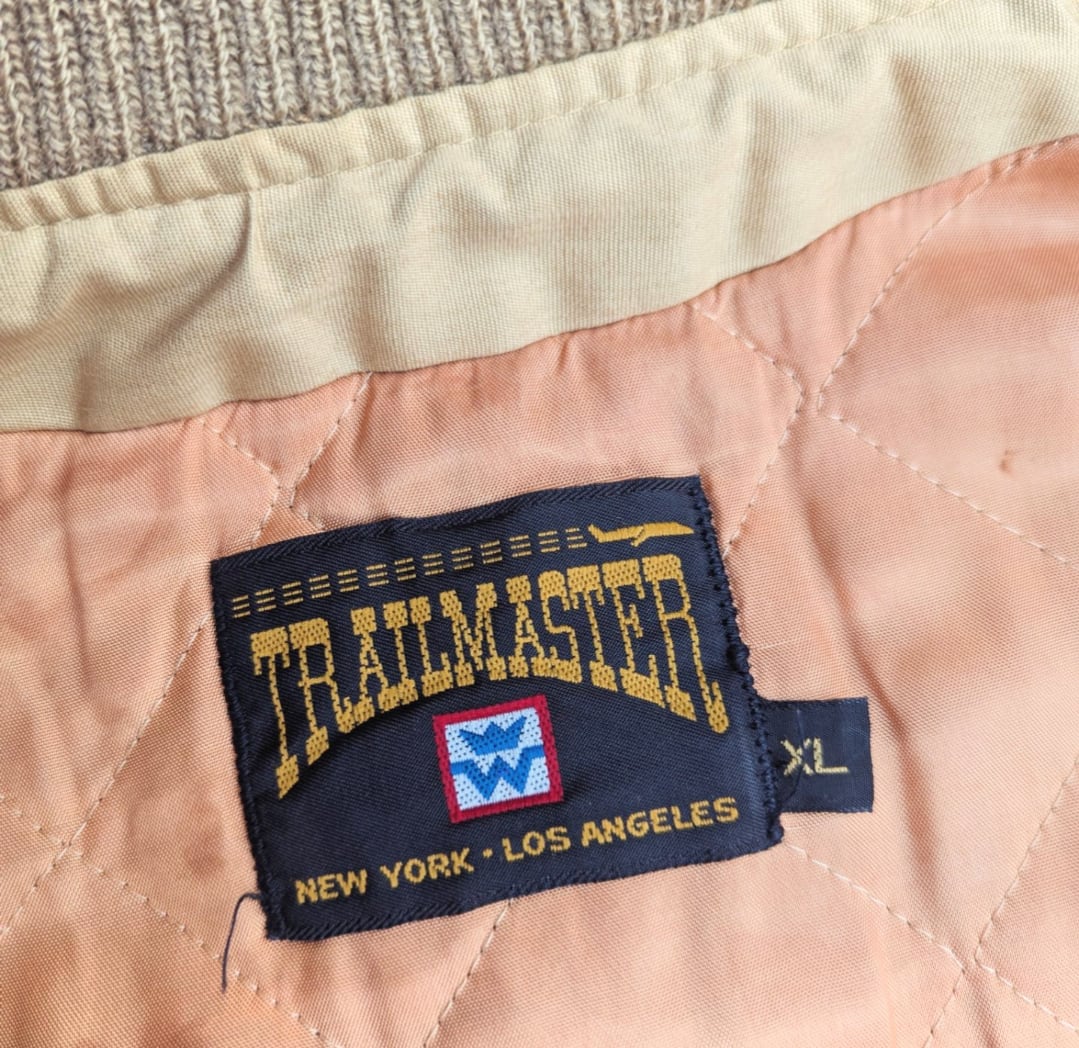 TRAILMASTER
W
NEW YORK · LOS ANGELES
XL